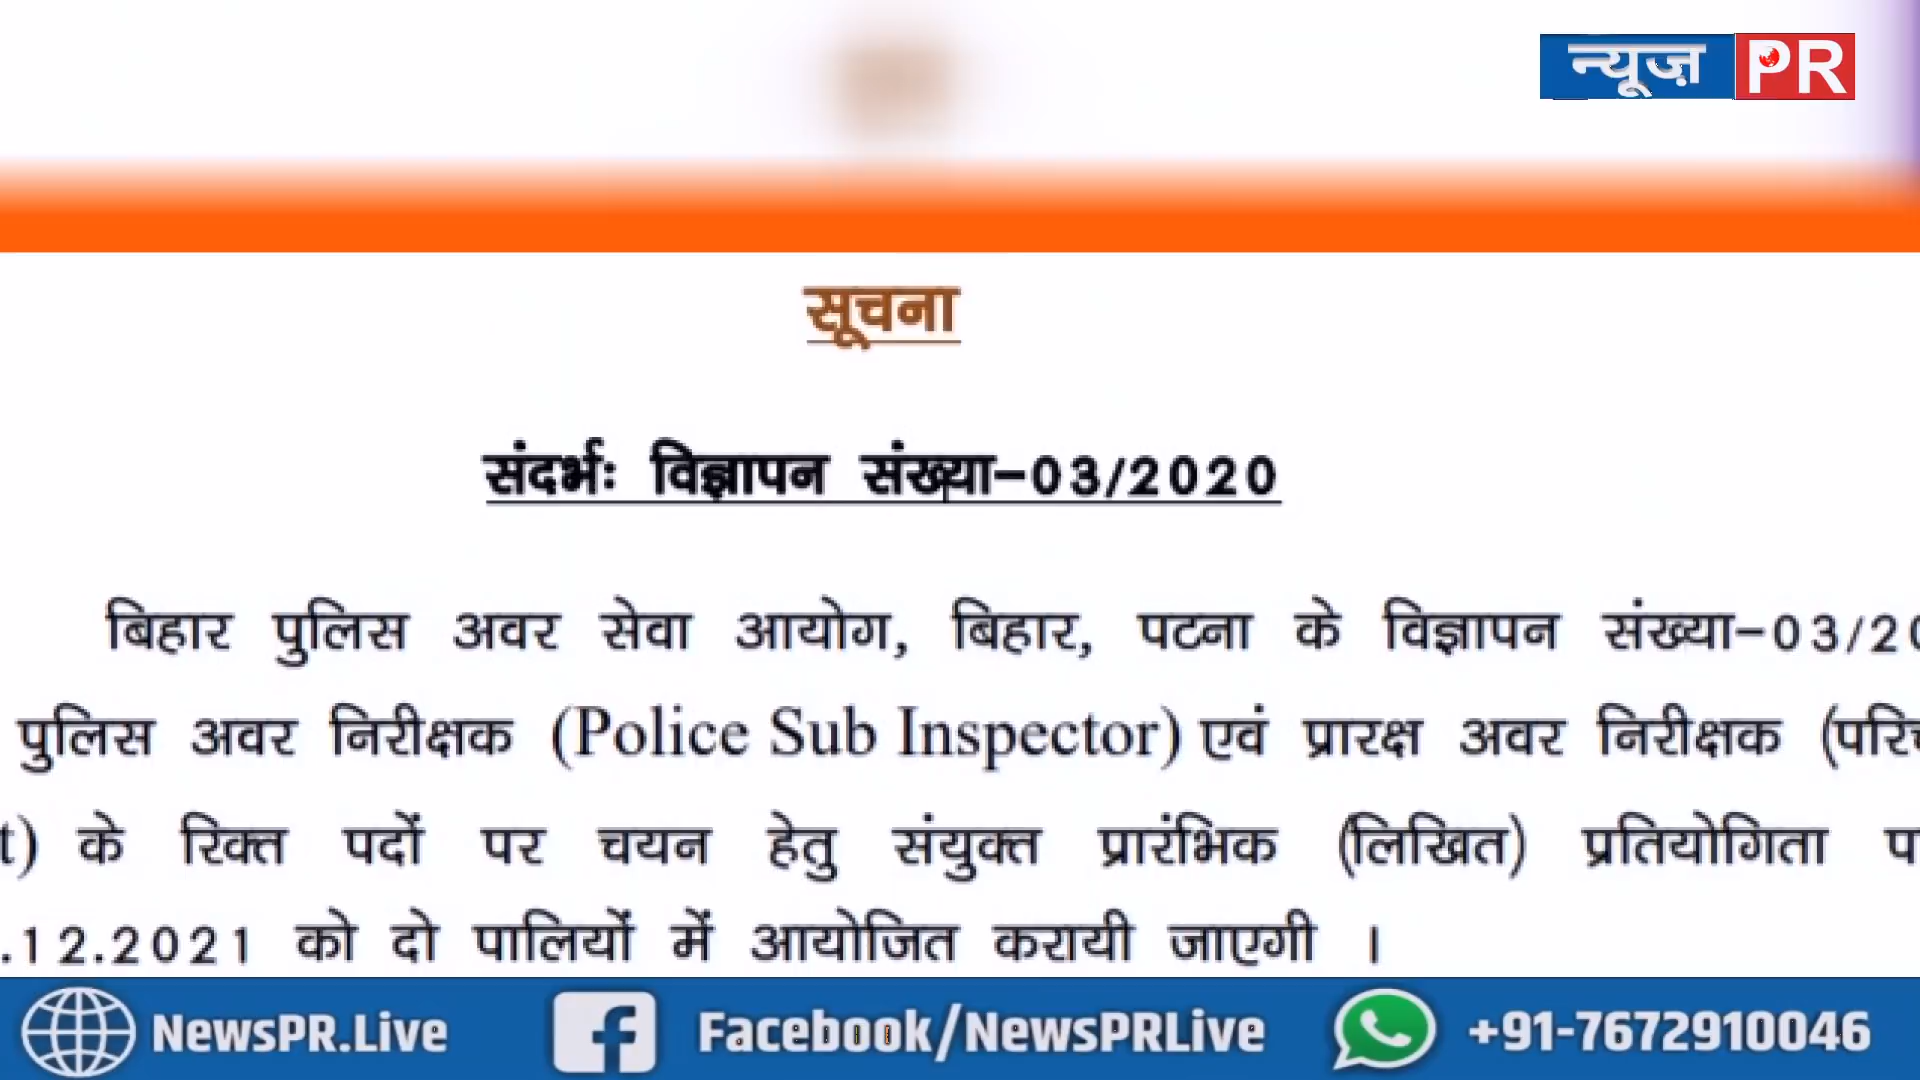 न्यूज़ PR
सूचना
संदर्भः विज्ञापन संख्या-03/2020
बिहार पुलिस अवर सेवा आयोग, बिहार, पटना के विज्ञापन संख्या-03/20
पुलिस अवर निरीक्षक (Police Sub Inspector) एवं प्रारक्ष अवर निरीक्षक
t) के रिक्त पदों पर चयन हेतु संयुक्त प्रारंभिक (लिखित) प्रतियोगिता
.12.2021 को दो पालियों में आयोजित करायी जाएगी ।
NewsPR.Live Facebook/NewsPRLive +91-7672910046